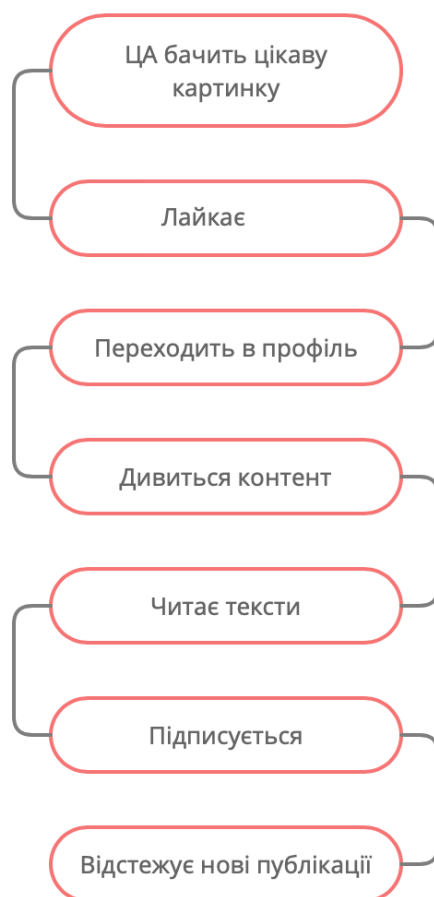 ЦА бачить цікаву
картинку
Лайкає
Переходить в профіль
Дивиться контент
Читає тексти
Підписується
Відстежує нові публікації